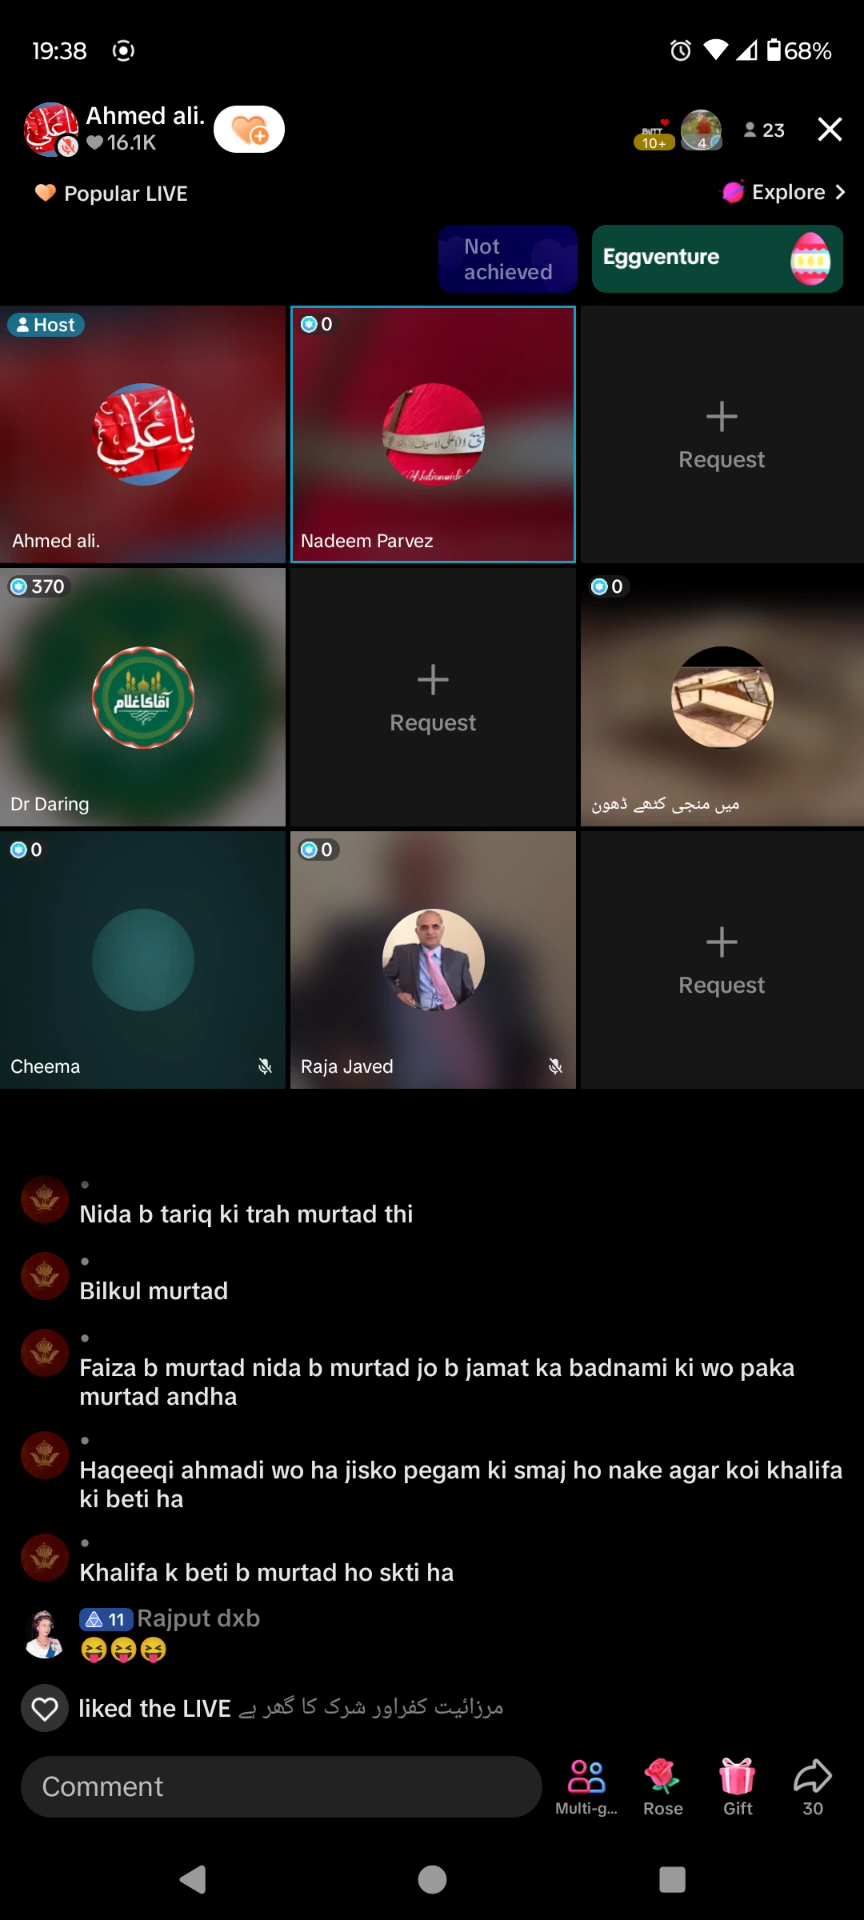 19:38
68%
Ahmed ali.
16.1K
10+
4
23
Popular LIVE
Explore
Not
achieved
Eggventure
Host
0
یاعلي
Ahmed ali.
Nadeem Parvez
Request
370
0
آقا کا غلام
Request
Dr Daring
میں منجی کٹھے ڈھون
0
0
Cheema
Raja Javed
Request
Nida b tariq ki trah murtad thi
Bilkul murtad
Faiza b murtad nida b murtad jo b jamat ka badnami ki wo paka
murtad andha
Haqeeqi ahmadi wo ha jisko pegam ki smaj ho nake agar koi khalifa
ki beti ha
Khalifa k beti b murtad ho skti ha
11 Rajput dxb
😝😝😝
liked the LIVE مرزائیت کفراور شرک کا گھر ہے
Comment
Multi-g...
Rose
Gift
30